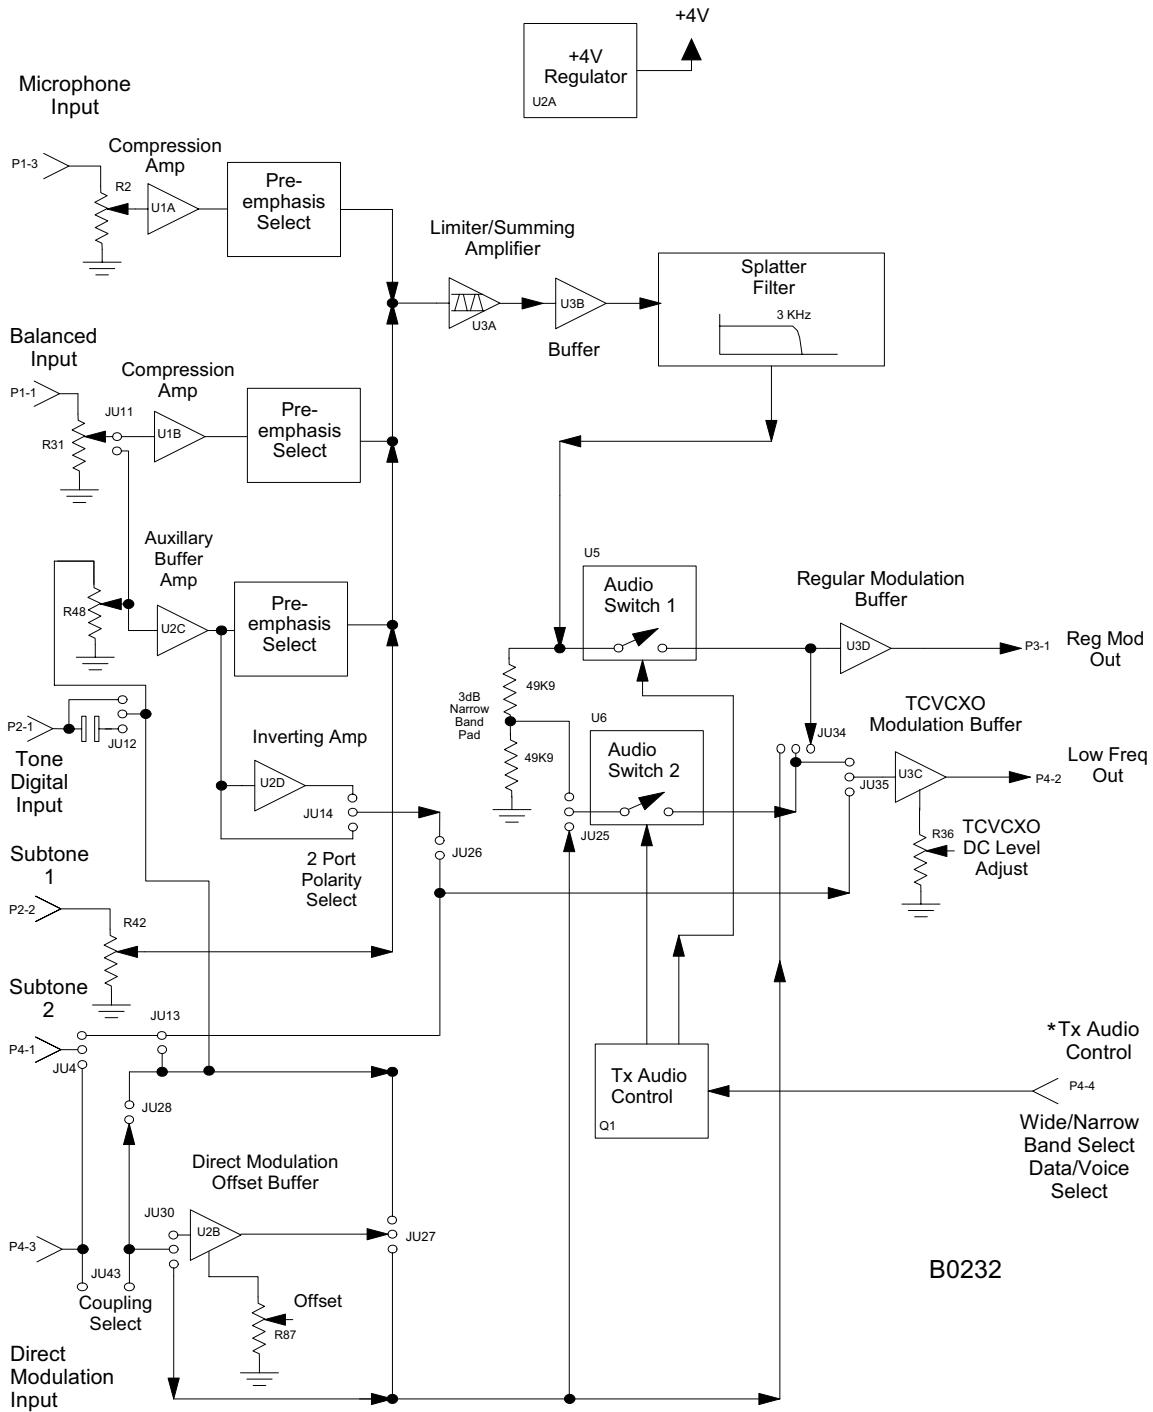 +4V
+4V
Regulator
U2A
Microphone
Input
P1-3
R2
Compression
Amp
U1A
Pre-
emphasis
Select
Limiter/Summing
Amplifier
U3A
U3B
Buffer
Splatter
Filter
3 KHz
Balanced
Input
P1-1
R31
JU11
Compression
Amp
U1B
Pre-
emphasis
Select
Auxillary
Buffer
Amp
R48
U2C
Pre-
emphasis
Select
U5
Audio
Switch 1
Regular Modulation
Buffer
U3D
P3-1
Reg Mod
Out
49K9
3dB
Narrow
Band
Pad
49K9
U6
Audio
Switch 2
TCVCXO
Modulation Buffer
JU34
JU35
U3C
P4-2
Low Freq
Out
P2-1
JU12
Tone
Digital
Input
Inverting Amp
U2D
JU14
JU26
JU25
2 Port
Polarity
Select
R36
TCVCXO
DC Level
Adjust
Subtone
1
P2-2
R42
Subtone
2
P4-1
JU4
JU13
JU28
Tx Audio
Control
Q1
*Tx Audio
Control
P4-4
Wide/Narrow
Band Select
Data/Voice
Select
Direct Modulation
Offset Buffer
JU30
U2B
JU27
P4-3
JU43
Coupling
Select
Offset
R87
B0232
Direct
Modulation
Input